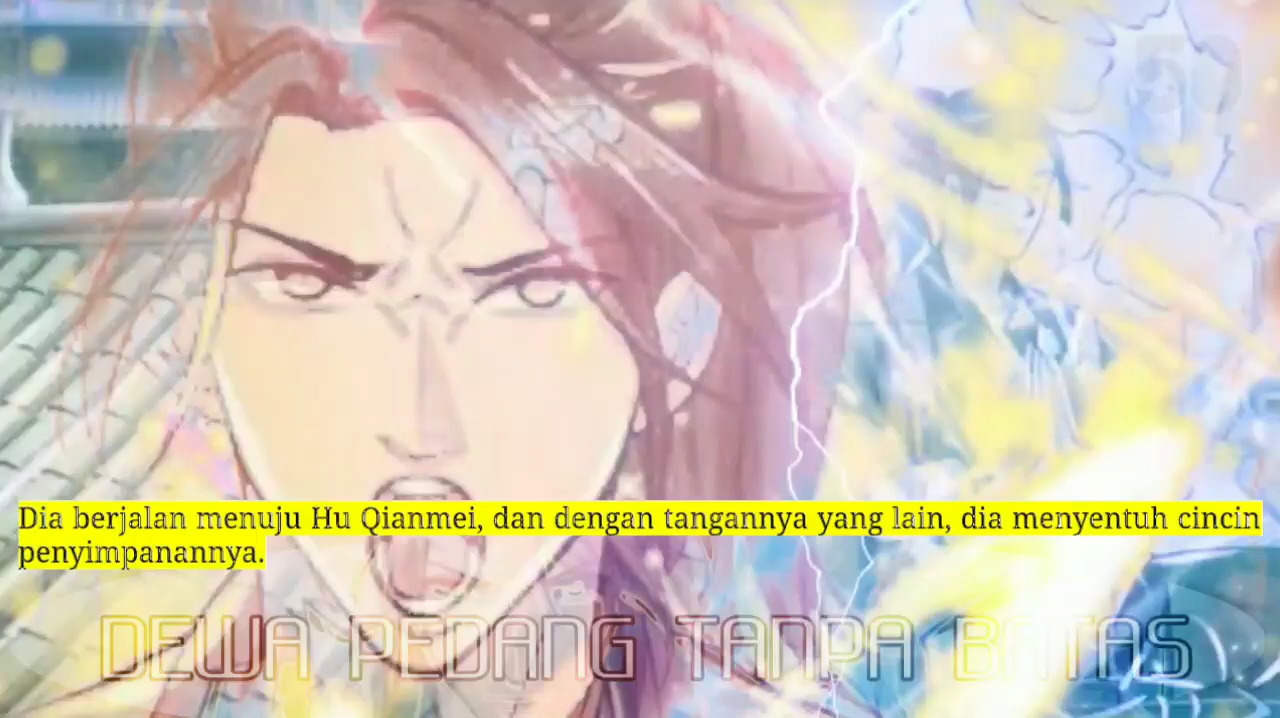 Dia berjalan menuju Hu Qianmei, dan dengan tangannya yang lain, dia menyentuh cincin
penyimpanannya.
DEWA PEDANG TANPA BATAS